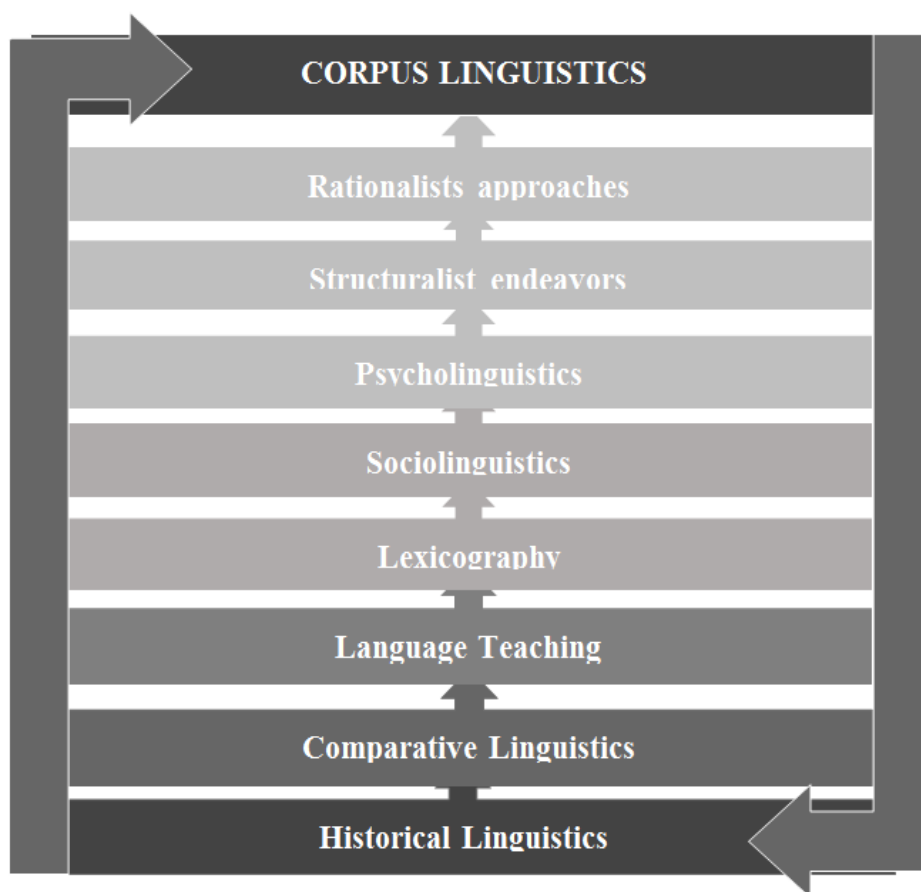 CORPUS LINGUISTICS
Rationalists approaches
Structuralist endeavors
Psycholinguistics
Sociolinguistics
Lexicography
Language Teaching
Comparative Linguistics
Historical Linguistics